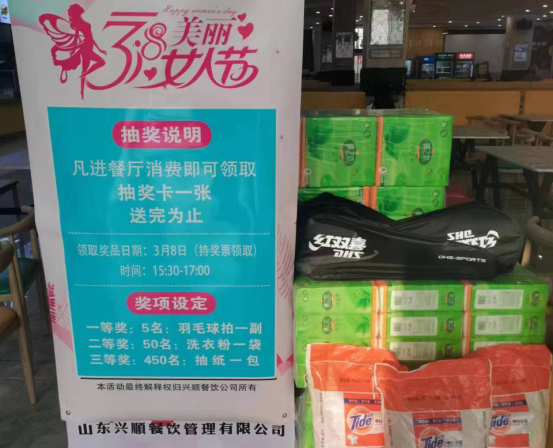 Happy women's day
3.8美丽
女人节
抽奖说明
凡进餐厅消费即可领取
抽奖卡一张
送完为止
领取奖品日期：3月8日（持奖票领取）
时间：15:30-17:00
奖项设定
一等奖：5名：羽毛球拍一副
二等奖：50名：洗衣粉一袋
三等奖：450名：抽纸一包
本活动最终解释权归兴顺餐饮公司所有
山东兴顺餐饮管理有限公司
红双喜
DHS
DHS-SPORTS
Tide
Tide
Tide